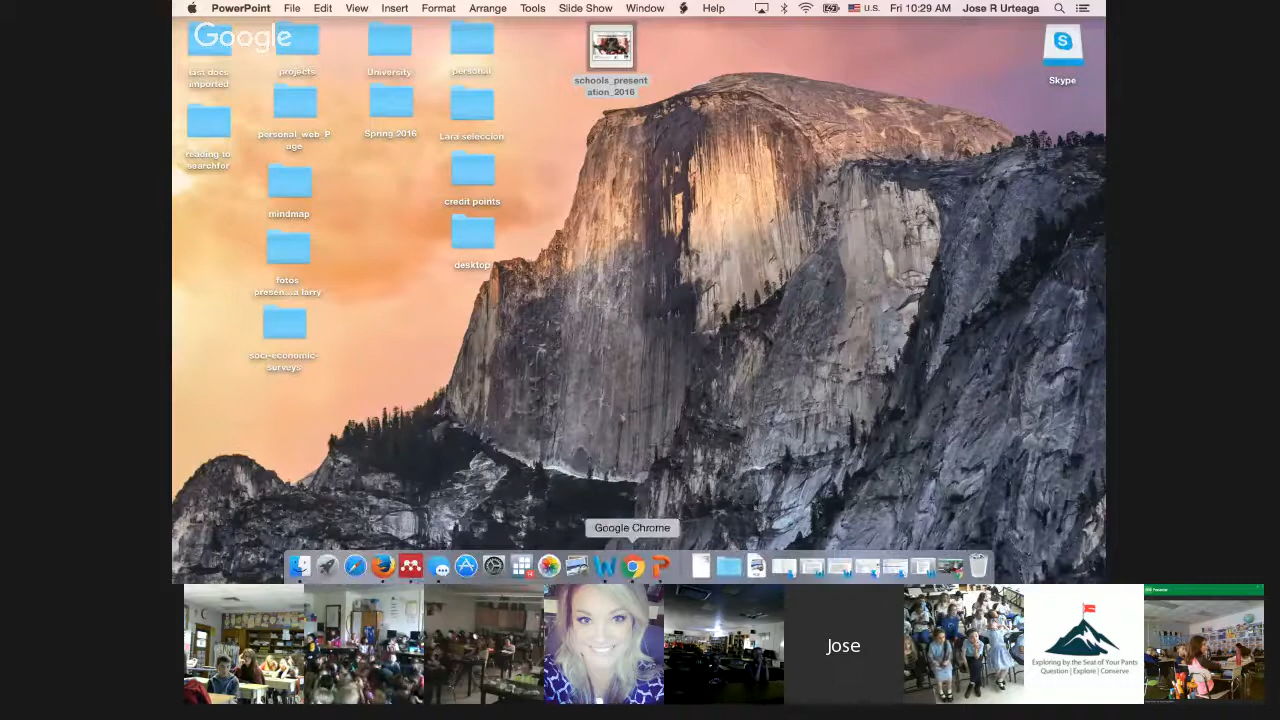 PowerPoint File Edit View Insert Format Arrange Tools Slide Show Window Help U.S. Fri 10:29 AM Jose R Urteaga
Google
last docs
imported
projects
University
personal
schools_present
ation_2016
Skype
reading to
searchfor
personal_web_P
age
Spring 2016
Lara seleccion
mindmap
credit points
fotos
presen...a larry
desktop
soci-economic-
surveys
Google Chrome
Jose
Exploring by the Seat of Your Pants
Question | Explore | Conserve